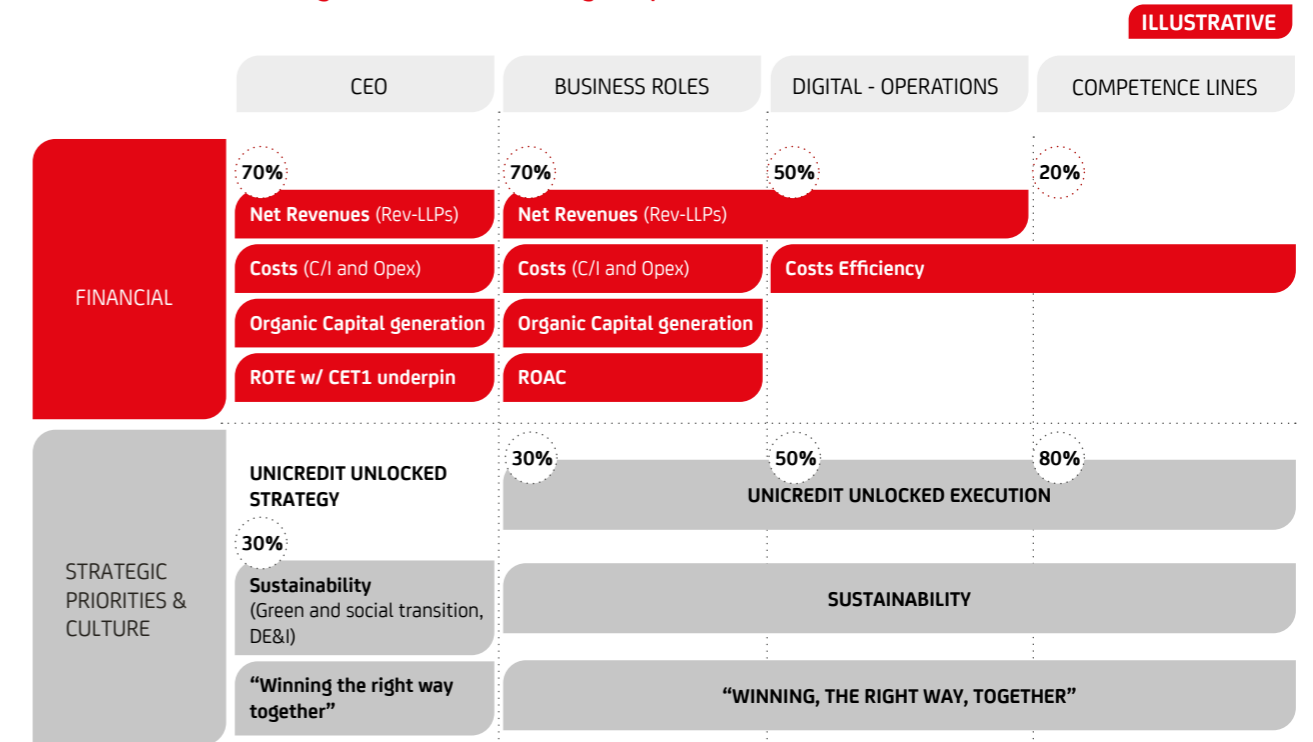 ILLUSTRATIVE
CEO
BUSINESS ROLES
DIGITAL - OPERATIONS
COMPETENCE LINES
FINANCIAL
70%
70%
50%
20%
Net Revenues (Rev-LLPs)
Net Revenues (Rev-LLPs)
Costs (C/I and Opex)
Costs (C/I and Opex)
Costs Efficiency
Organic Capital generation
Organic Capital generation
ROTE w/ CET1 underpin
ROAC
STRATEGIC
PRIORITIES &
CULTURE
UNICREDIT UNLOCKED
STRATEGY
30%
30%
50%
80%
UNICREDIT UNLOCKED EXECUTION
Sustainability
(Green and social transition,
DE&I)
SUSTAINABILITY
“Winning the right way
together”
“WINNING, THE RIGHT WAY, TOGETHER”